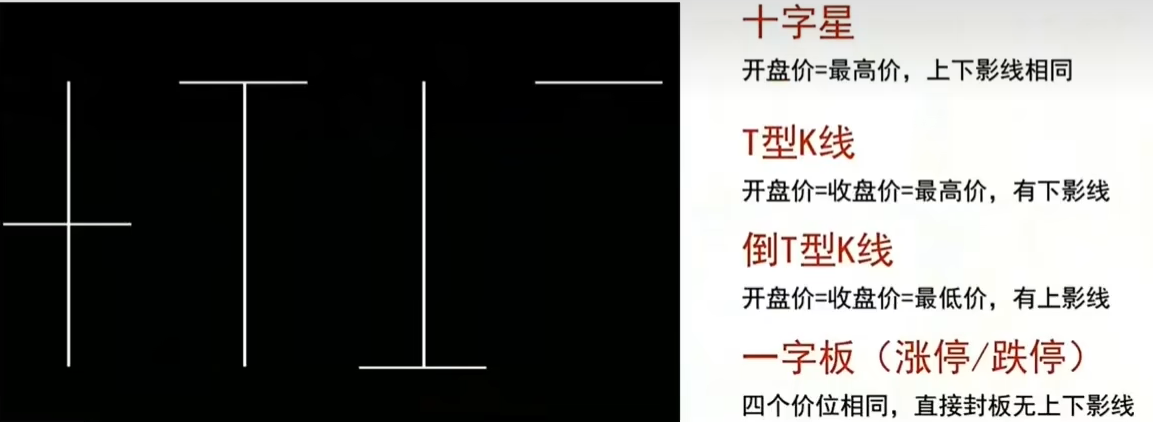 十字星
开盘价=最高价，上下影线相同
T型K线
开盘价=收盘价=最高价，有下影线
倒T型K线
开盘价=收盘价=最低价，有上影线
一字板（涨停/跌停）
四个价位相同，直接封板无上下影线